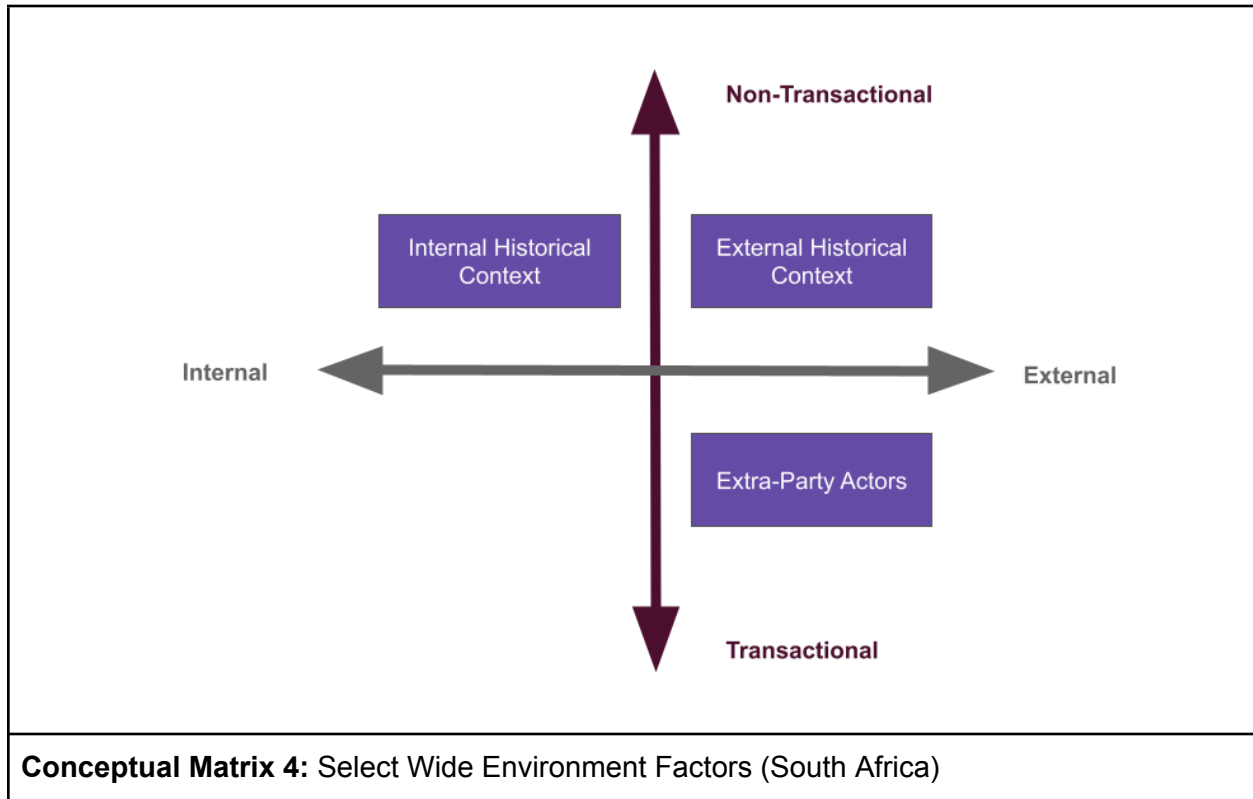 Non-Transactional
Internal Historical
Context
External Historical
Context
Internal
External
Extra-Party Actors
Transactional
Conceptual Matrix 4: Select Wide Environment Factors (South Africa)